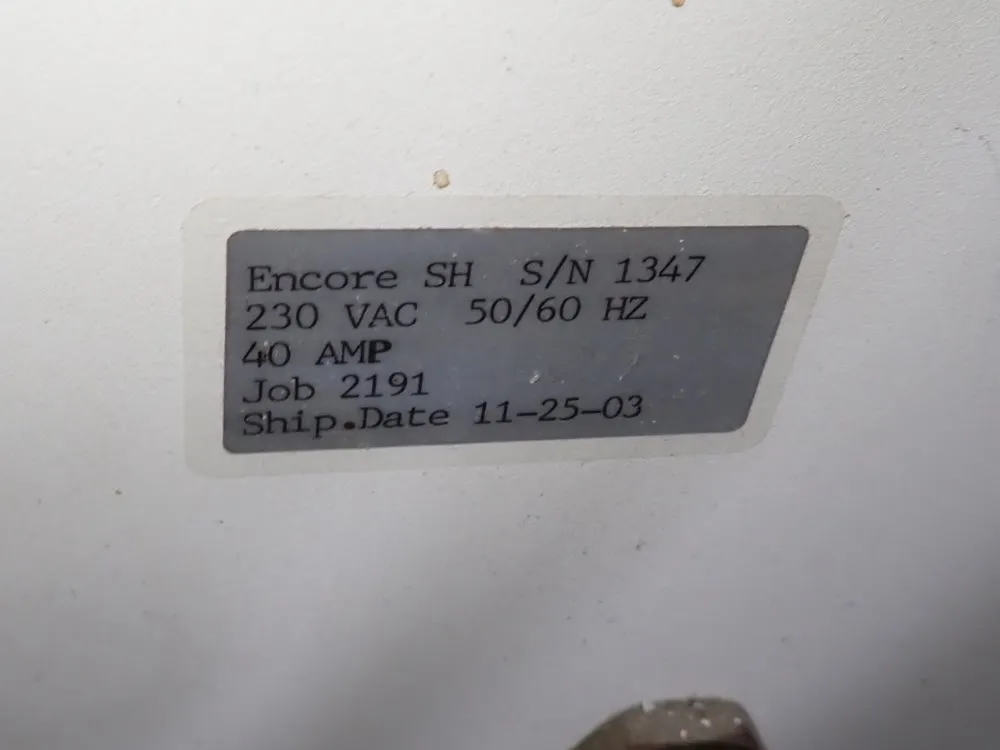 Encore SH S/N 1347
230 VAC 50/60 HZ
40 AMP
Job 2191
Ship.Date 11-25-03